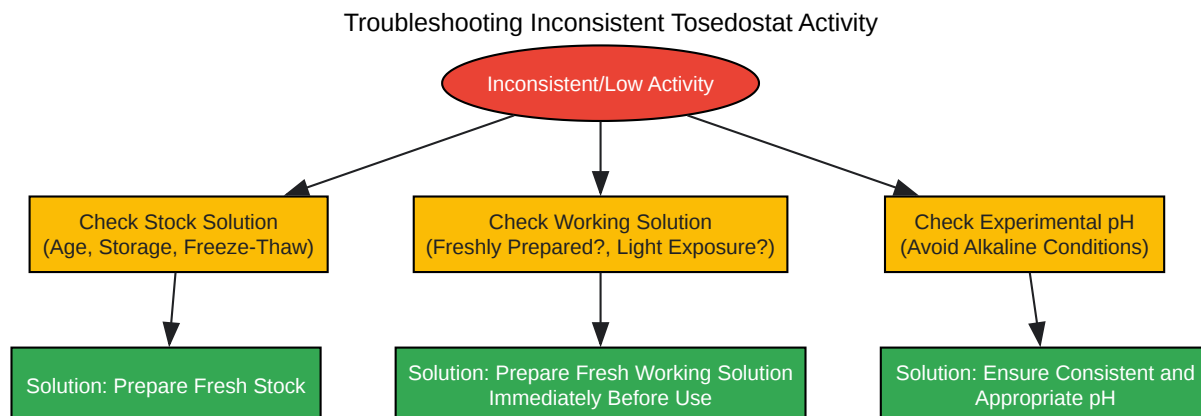 Troubleshooting Inconsistent Tosedostat Activity
Inconsistent/Low Activity
Check Stock Solution
(Age, Storage, Freeze-Thaw)
Check Working Solution
(Freshly Prepared?, Light Exposure?)
Check Experimental pH
(Avoid Alkaline Conditions)
Solution: Prepare Fresh Stock
Solution: Prepare Fresh Working Solution
Immediately Before Use
Solution: Ensure Consistent and
Appropriate pH